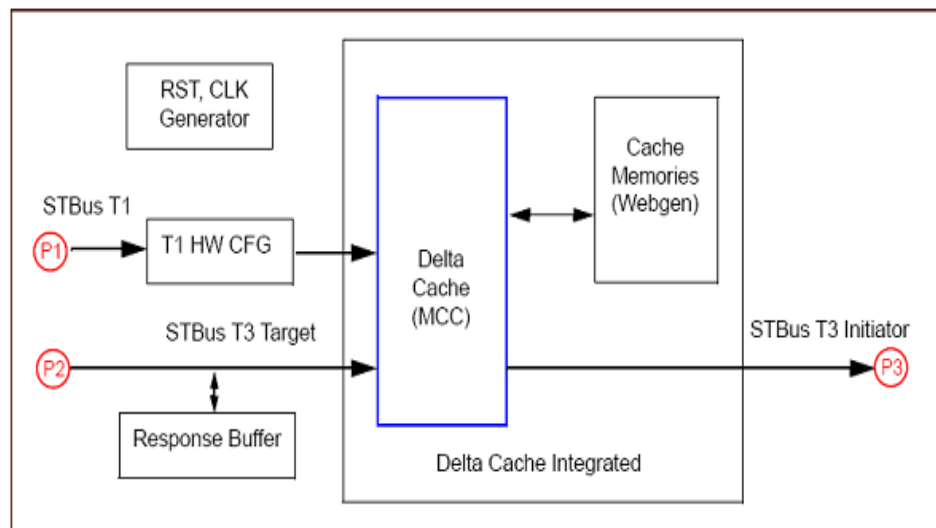 RST, CLK
Generator
STBus T1
P1
T1 HW CFG
Delta
Cache
(MCC)
Cache
Memories
(Webgen)
STBus T3 Target
STBus T3 Initiator
P2
P3
Response Buffer
Delta Cache Integrated